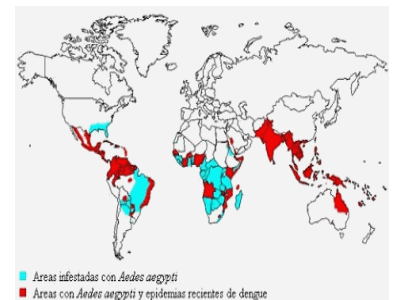 Areas infestadas con Aedes aegypti
Areas con Aedes aegypti y epidemias recientes de dengue